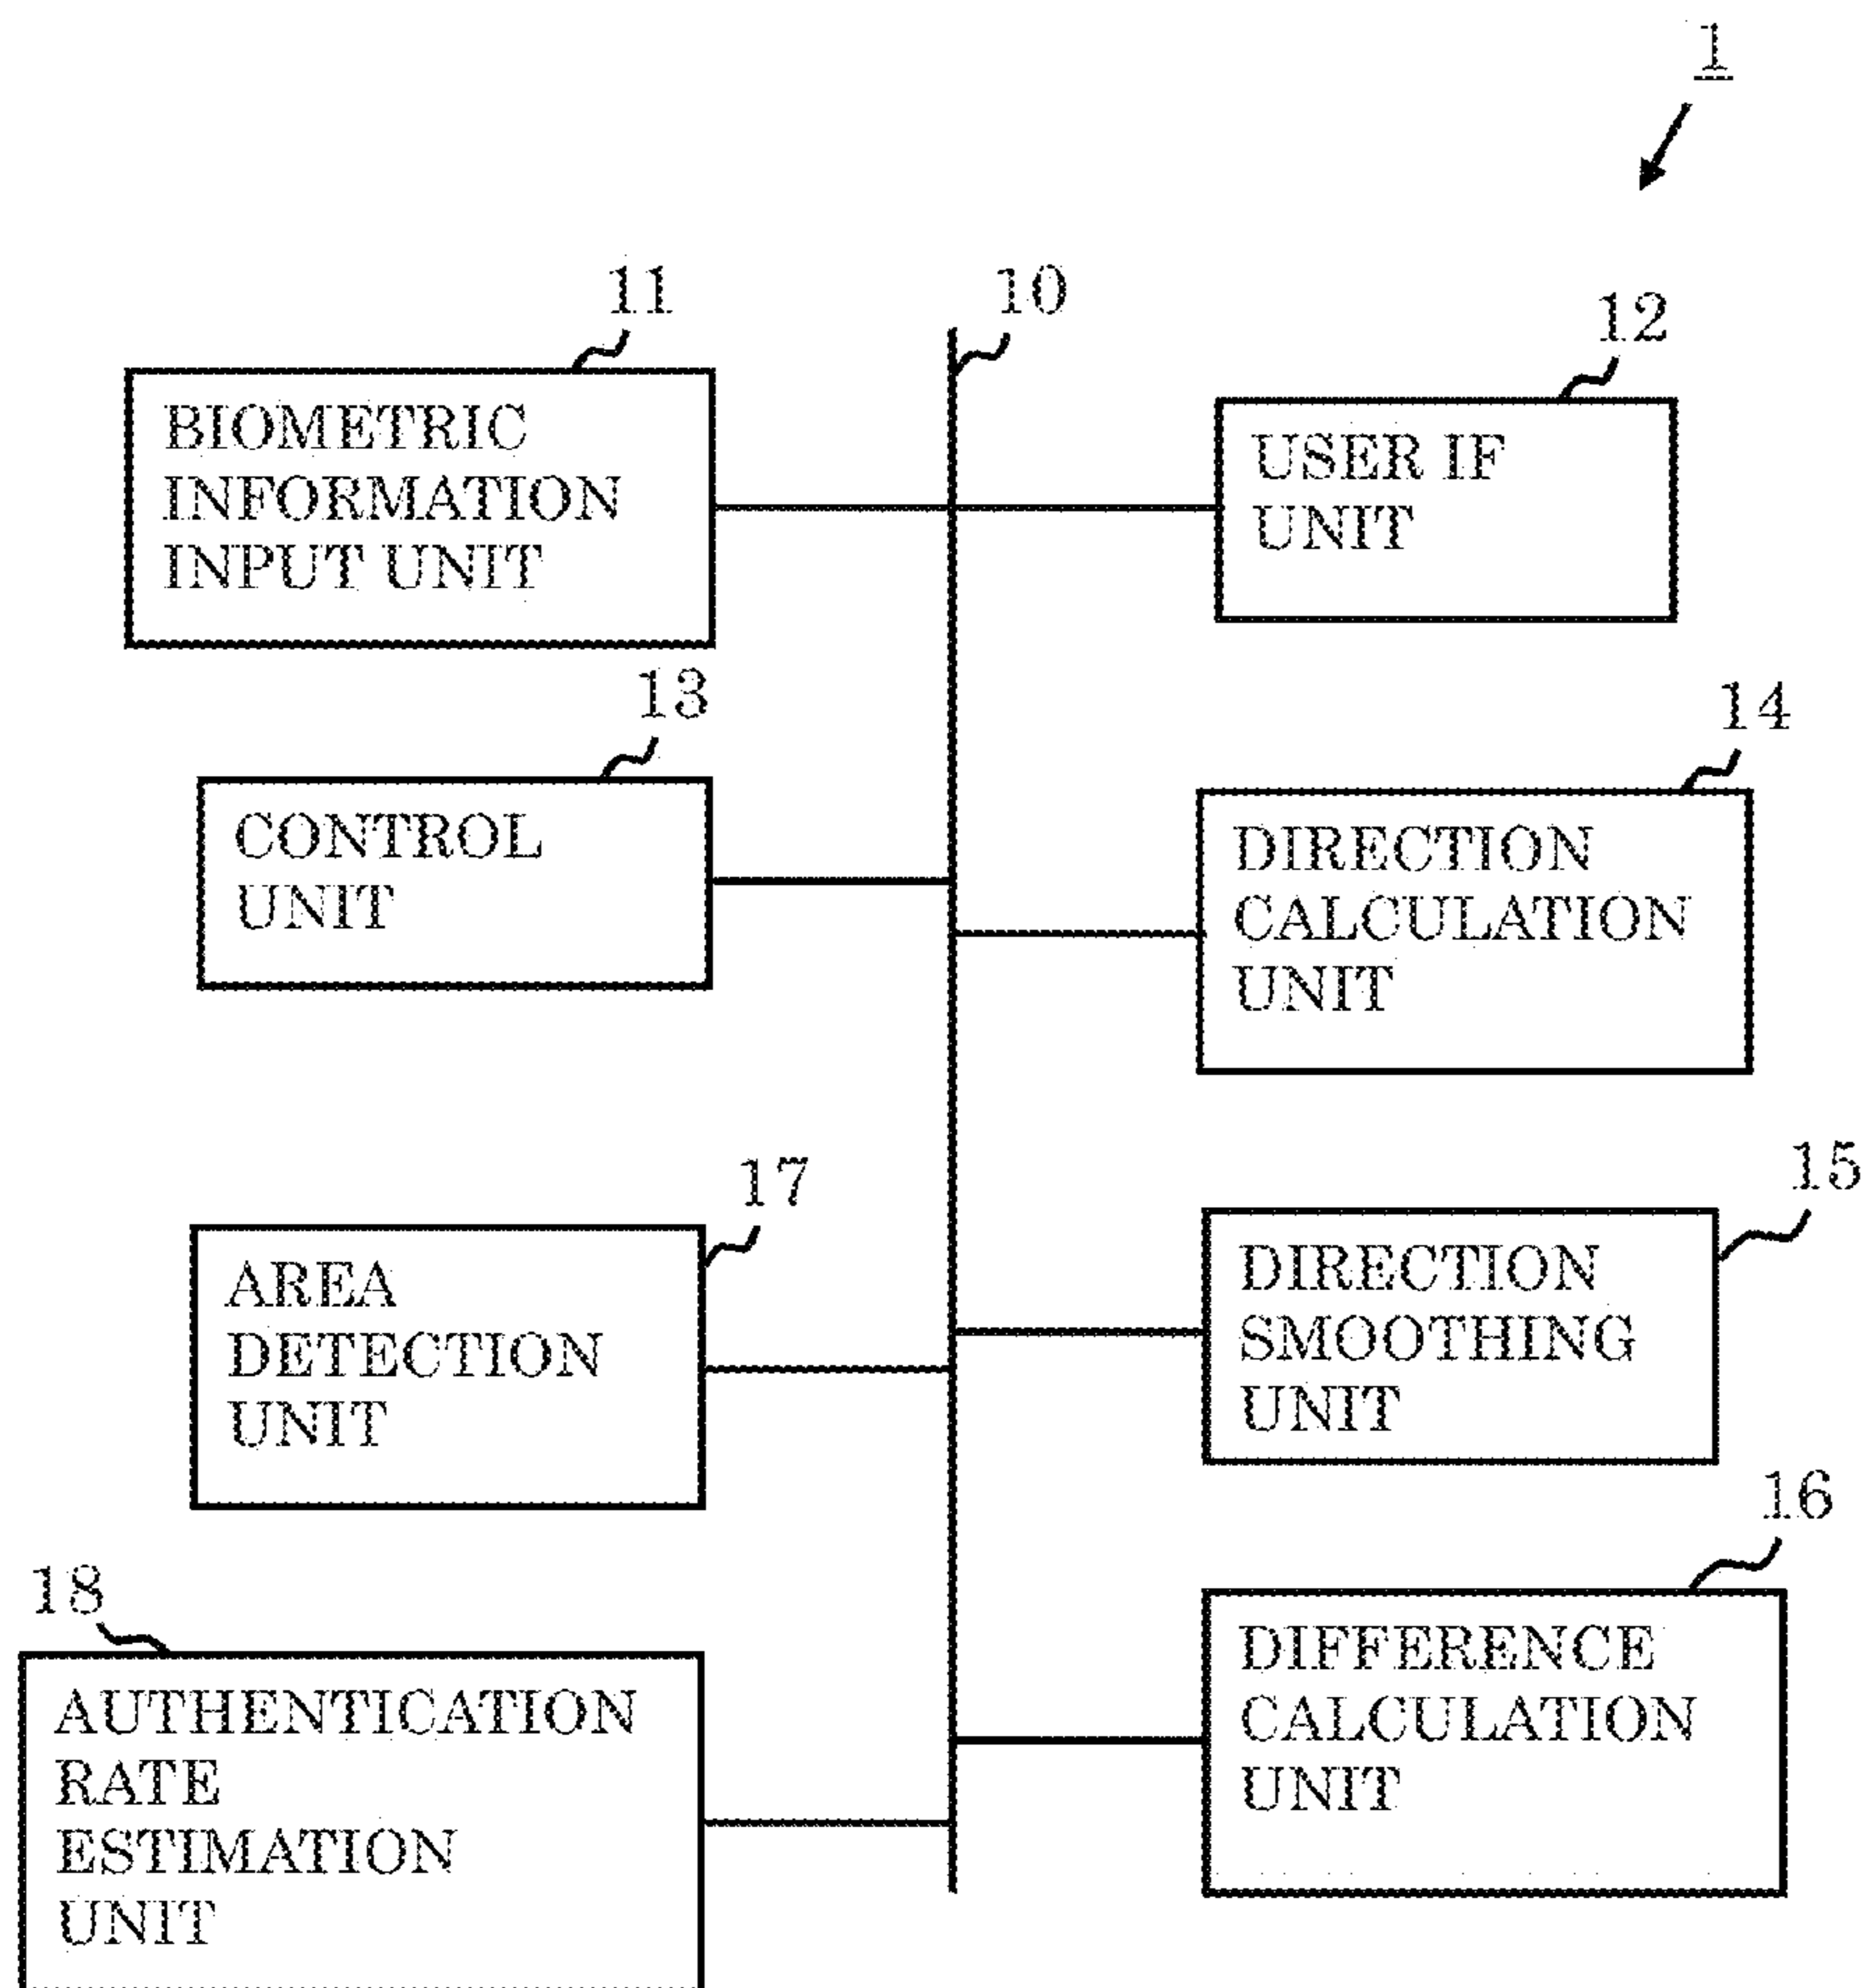 1
11
10
12
BIOMETRIC
INFORMATION
INPUT UNIT
USER IF
UNIT
13
14
CONTROL
UNIT
DIRECTION
CALCULATION
UNIT
17
15
AREA
DETECTION
UNIT
DIRECTION
SMOOTHING
UNIT
18
16
AUTHENTICATION
RATE
ESTIMATION
UNIT
DIFFERENCE
CALCULATION
UNIT